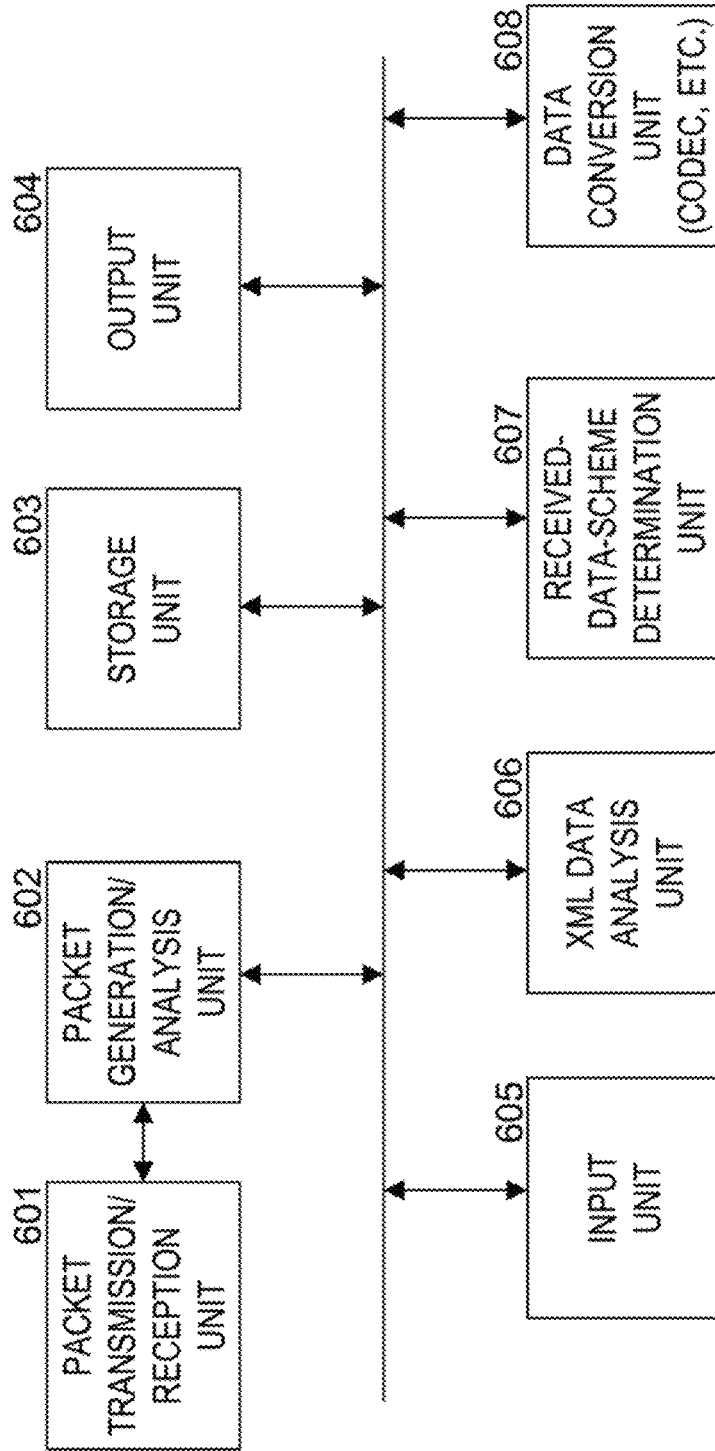 601
PACKET
TRANSMISSION/
RECEPTION
UNIT
602
PACKET
GENERATION/
ANALYSIS
UNIT
603
STORAGE
UNIT
604
OUTPUT
UNIT
605
INPUT
UNIT
606
XML DATA
ANALYSIS
UNIT
607
RECEIVED-
DATA-SCHEME
DETERMINATION
UNIT
608
DATA
CONVERSION
UNIT
(CODEC, ETC.)